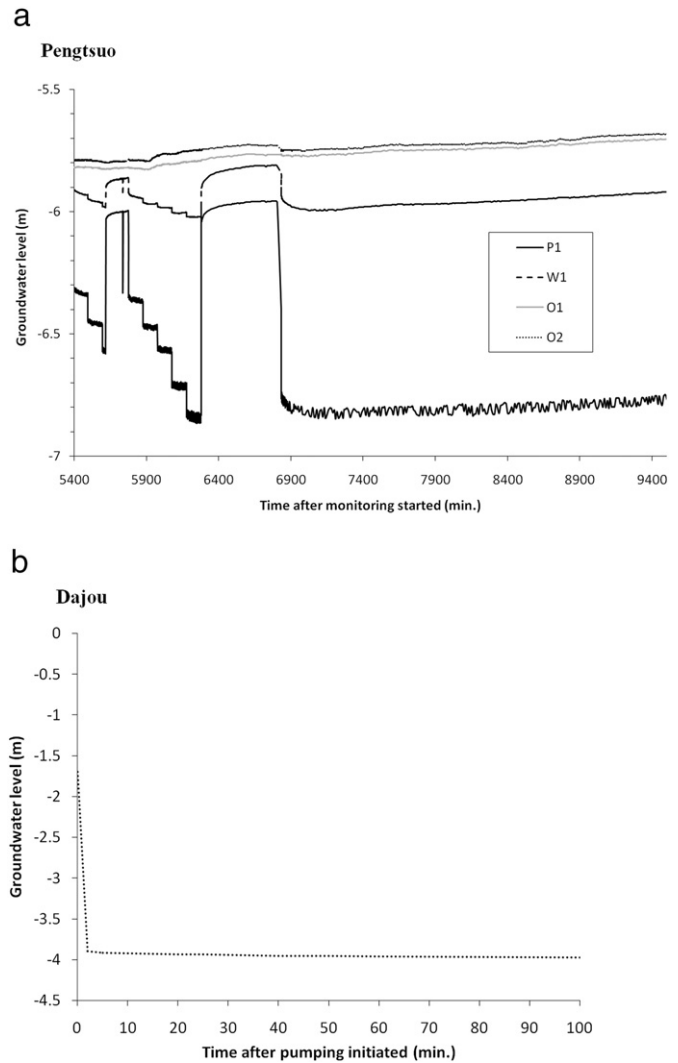 a
Pengtsuo
-5.5
-6
-6.5
-7
Groundwater level (m)
5400 5900 6400 6900 7400 7900 8400 8900 9400
Time after monitoring started (min.)
P1
W1
O1
O2
b
Dajou
0
-0.5
-1
-1.5
-2
-2.5
-3
-3.5
-4
-4.5
Groundwater level (m)
0 10 20 30 40 50 60 70 80 90 100
Time after pumping initiated (min.)